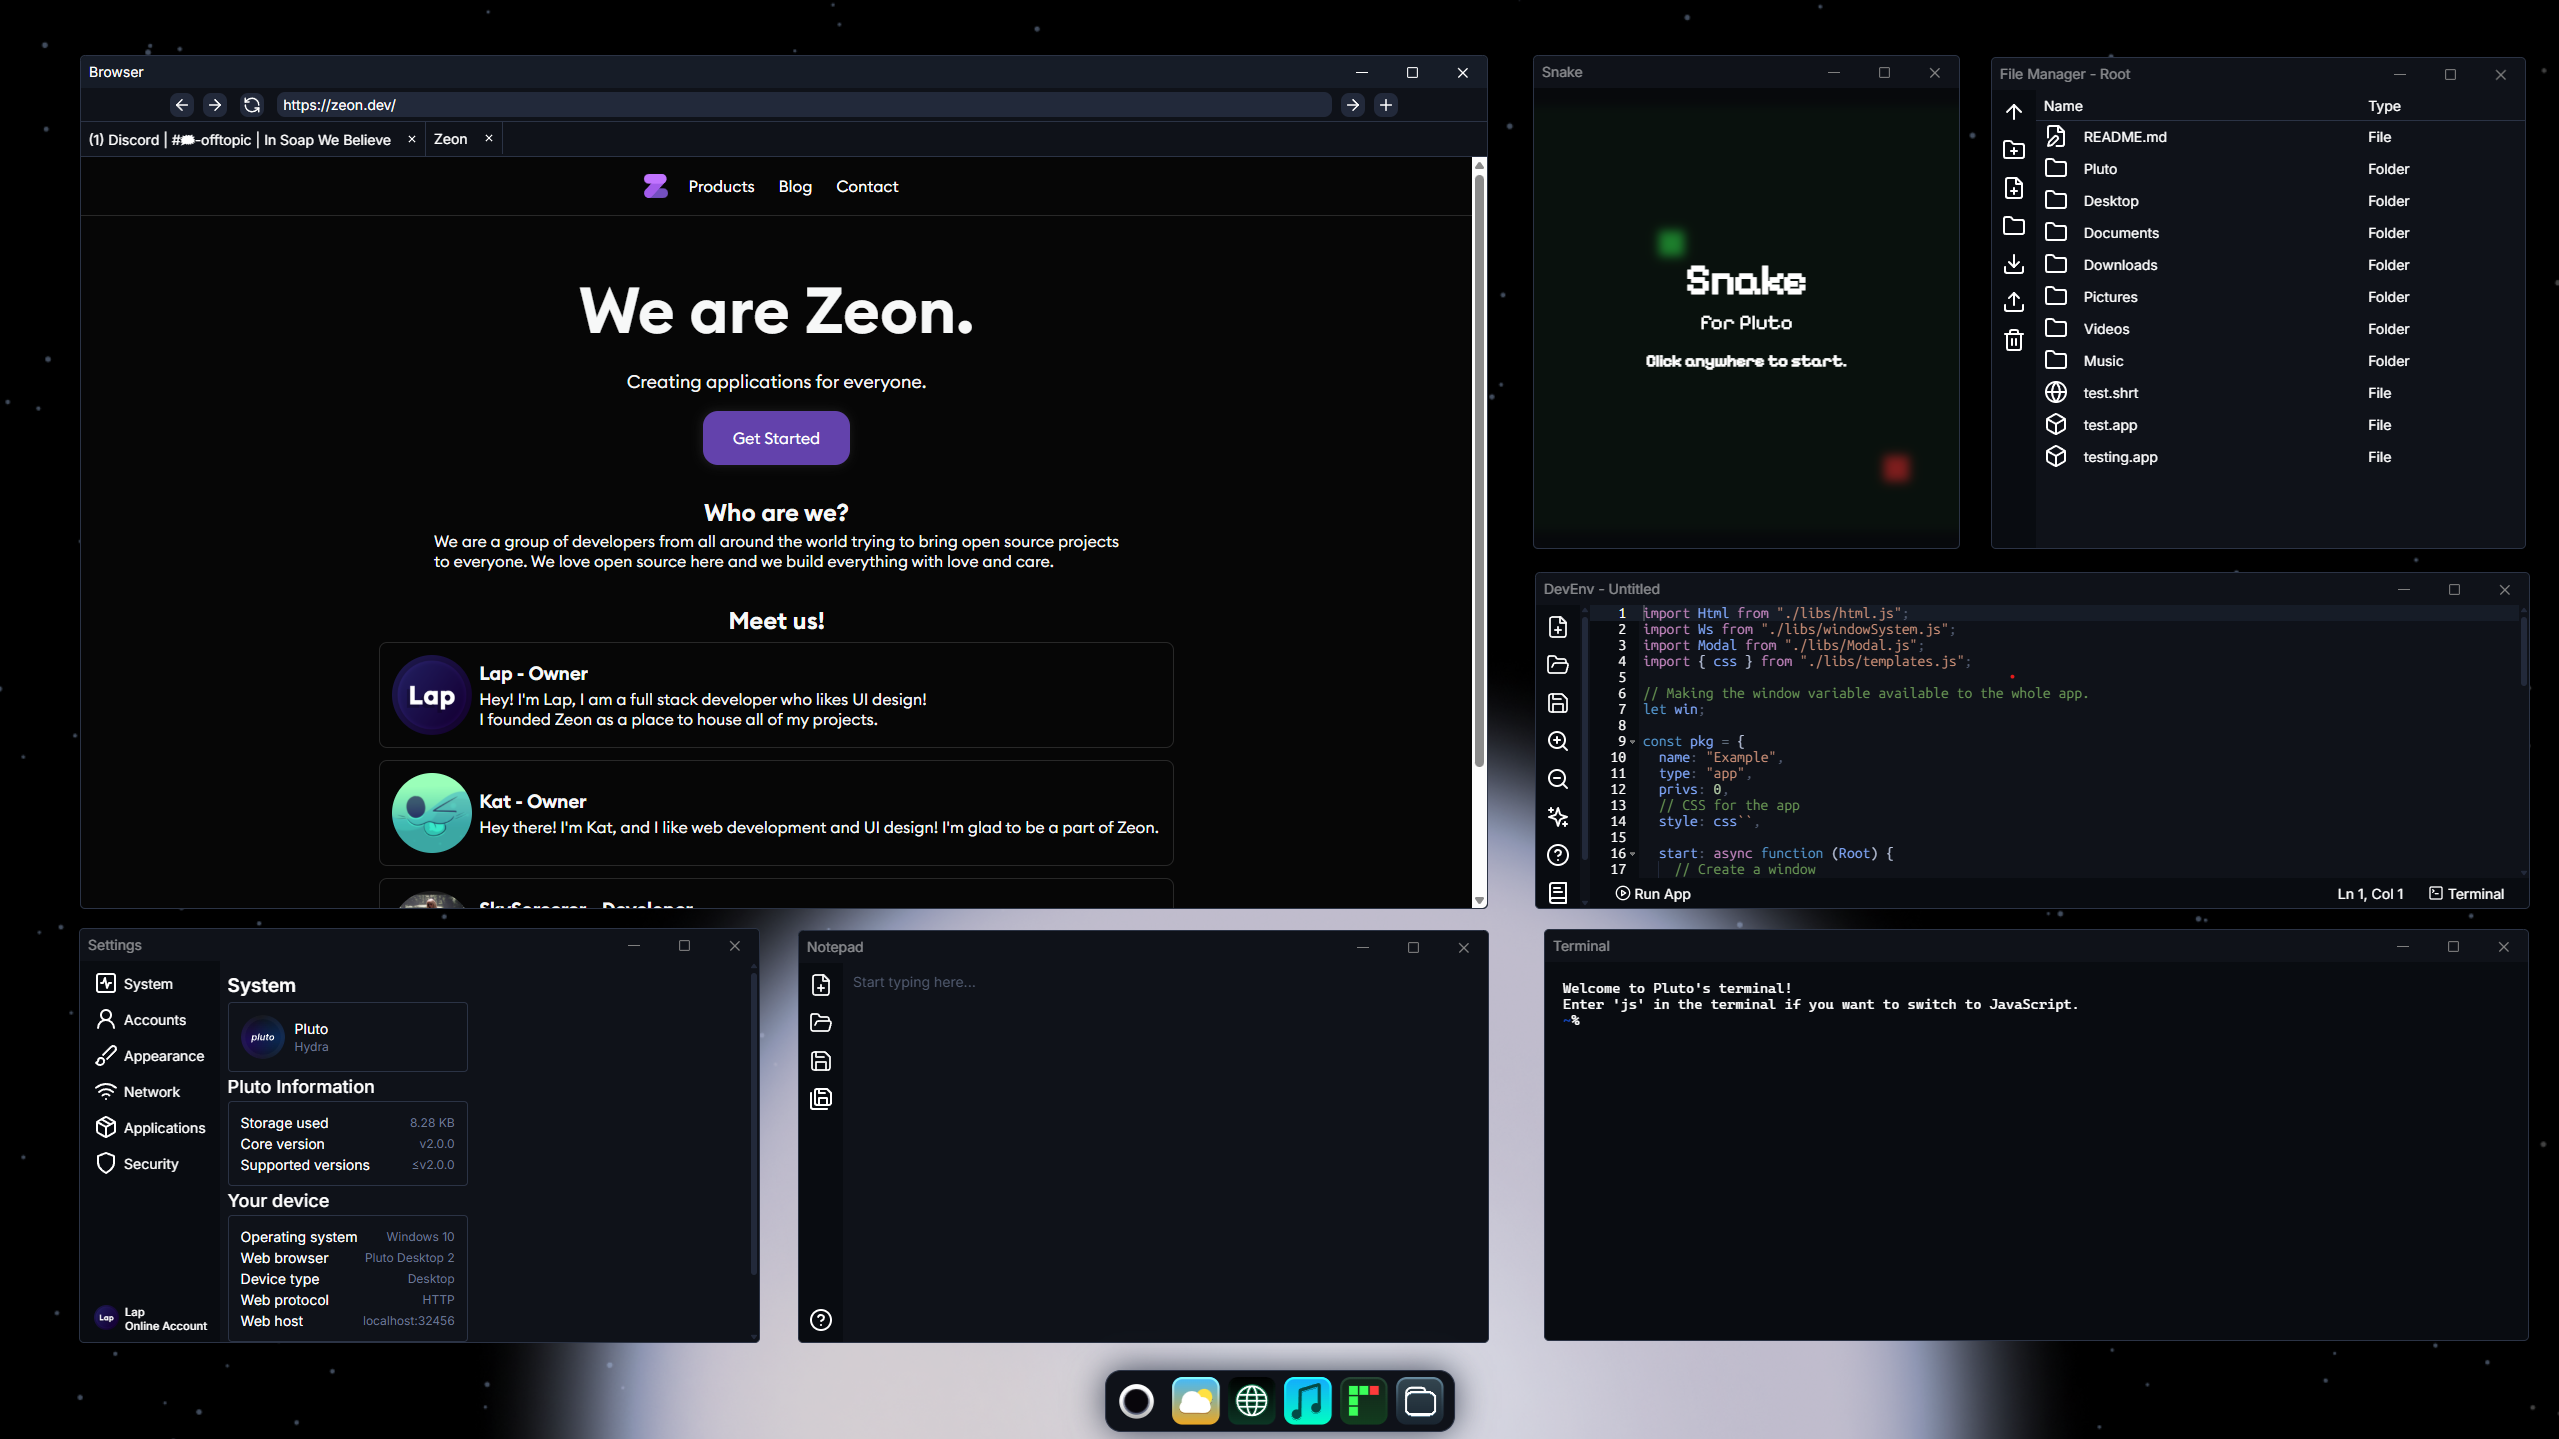 Browser
https://zeon.dev/
(1) Discord | #-offtopic | In Soap We Believe
Zeon
Products Blog Contact
We are Zeon.
Creating applications for everyone.
Get Started
Who are we?
We are a group of developers from all around the world trying to bring open source projects
to everyone. We love open source here and we build everything with love and care.
Meet us!
Lap
Lap - Owner
Hey! I'm Lap, I am a full stack developer who likes UI design!
I founded Zeon as a place to house all of my projects.
Kat - Owner
Hey there! I'm Kat, and I like web development and UI design! I'm glad to be a part of Zeon.
Snake
Snake
for Pluto
Click anywhere to start.
File Manager - Root
Name Type
README.md File
Pluto Folder
Desktop Folder
Documents Folder
Downloads Folder
Pictures Folder
Videos Folder
Music Folder
test.shrt File
test.app File
testing.app File
DevEnv - Untitled
1 import Html from "./libs/html.js";
2 import Ws from "./libs/windowSystem.js";
3 import Modal from "./libs/Modal.js";
4 import { css } from "./libs/templates.js";
5
6 // Making the window variable available to the whole app.
7 let win;
8
9 const pkg = {
10 name: "Example",
11 type: "app",
12 privs: 0,
13 // CSS for the app
14 style: css``,
15
16 start: async function (Root) {
17 // Create a window
Run App
Ln 1, Col 1
Terminal
Settings
System
Accounts
Appearance
Network
Applications
Security
Lap
Lap
Online Account
System
pluto
Pluto
Hydra
Pluto Information
Storage used 8.28 KB
Core version v2.0.0
Supported versions ≤v2.0.0
Your device
Operating system Windows 10
Web browser Pluto Desktop 2
Device type Desktop
Web protocol HTTP
Web host localhost:32456
Notepad
Start typing here...
Terminal
Welcome to Pluto's terminal!
Enter 'js' in the terminal if you want to switch to JavaScript.
~%